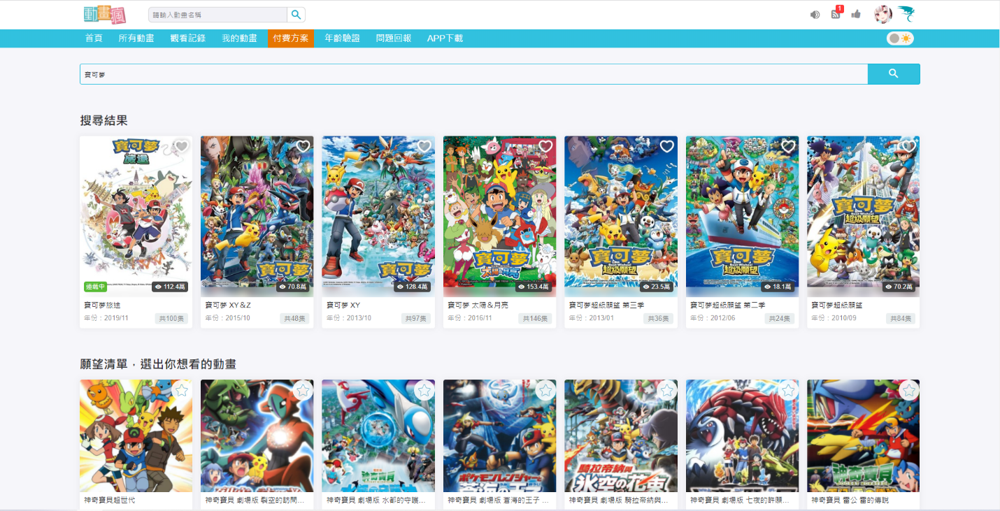 動畫瘋
請輸入動畫名稱
1
首頁 所有動畫 觀看記錄 我的動畫 付費方案 年齡驗證 問題回報 APP下載
寶可夢
搜尋結果
寶可夢
旅途
連載中
112.4萬
寶可夢旅途
年份：2019/11 共100集
寶可夢
70.8萬
寶可夢 XY＆Z
年份：2015/10 共48集
寶可夢
128.4萬
寶可夢 XY
年份：2013/10 共97集
寶可夢
太陽&月亮
153.4萬
寶可夢 太陽＆月亮
年份：2016/11 共146集
寶可夢
Best Wishes!
超級願望
23.5萬
寶可夢超級願望 第三季
年份：2013/01 共36集
寶可夢
Best Wishes!
超級願望
18.1萬
寶可夢超級願望 第二季
年份：2012/06 共24集
寶可夢
Best Wishes!
超級願望
70.2萬
寶可夢超級願望
年份：2010/09 共84集
願望清單，選出你想看的動畫
神奇寶貝超世代
神奇寶貝 劇場版 裂空的訪問...
神奇寶貝
神奇寶貝 劇場版 水都的守護...
ポケモンレンジャーと
蒼海の王子
神奇寶貝 劇場版 蒼海的王子 ...
騎拉帝納與
氷空の花束
神奇寶貝 劇場版 騎拉帝納與...
神奇寶貝 劇場版 七夜的許願...
神奇寶貝
神奇寶貝 雷公 雷的傳說